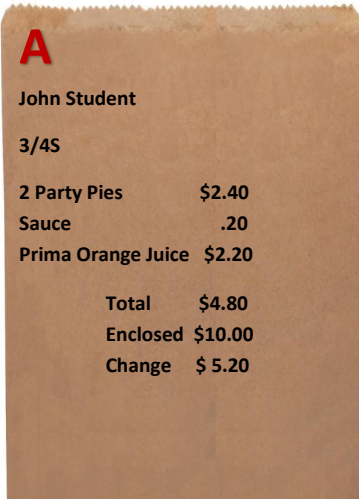 A
John Student
3/4S
2 Party Pies $2.40
Sauce .20
Prima Orange Juice $2.20
Total $4.80
Enclosed $10.00
Change $ 5.20